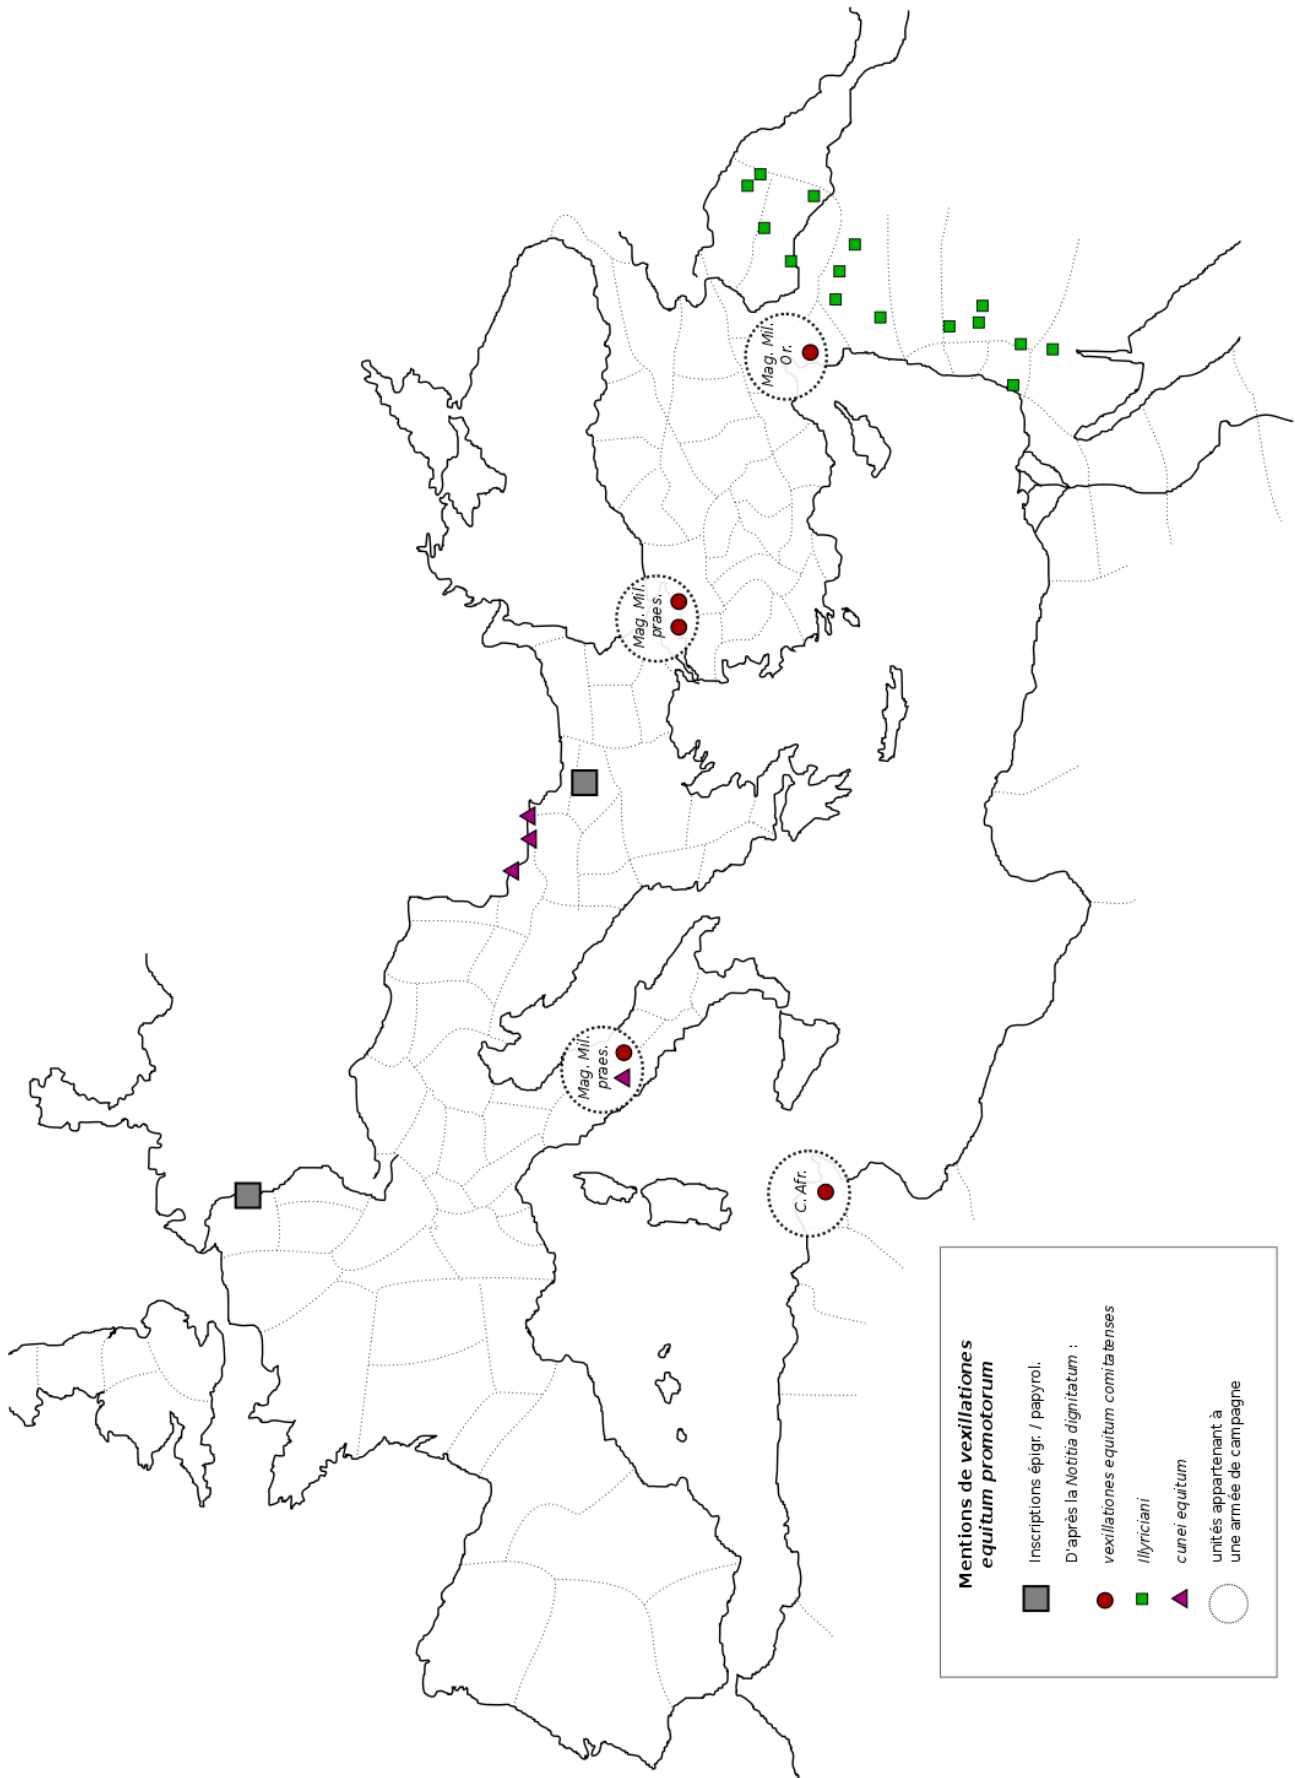 Mag. Mil.
praes.
C. Afr.
Mag. Mil.
praes.
Mag. Mil.
Or.
Mentions de vexillationes
equitum promotorum
Inscriptions épigr. / papyrol.
D'après la Notitia dignitatum :
vexillationes equitum comitatenses
Illyriciani
cunei equitum
unités appartenant à
une armée de campagne